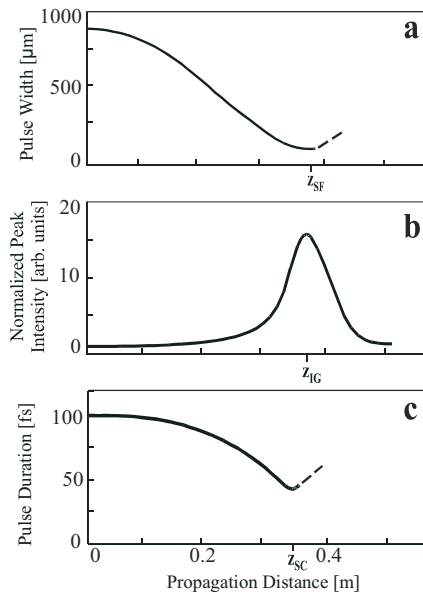 1000
a
Pulse Width [µm]
500
0
z_SF
20
b
Normalized Peak
Intensity [arb. units]
10
0
z_IG
c
Pulse Duration [fs]
100
50
0
0 0.2 z_SC 0.4
Propagation Distance [m]